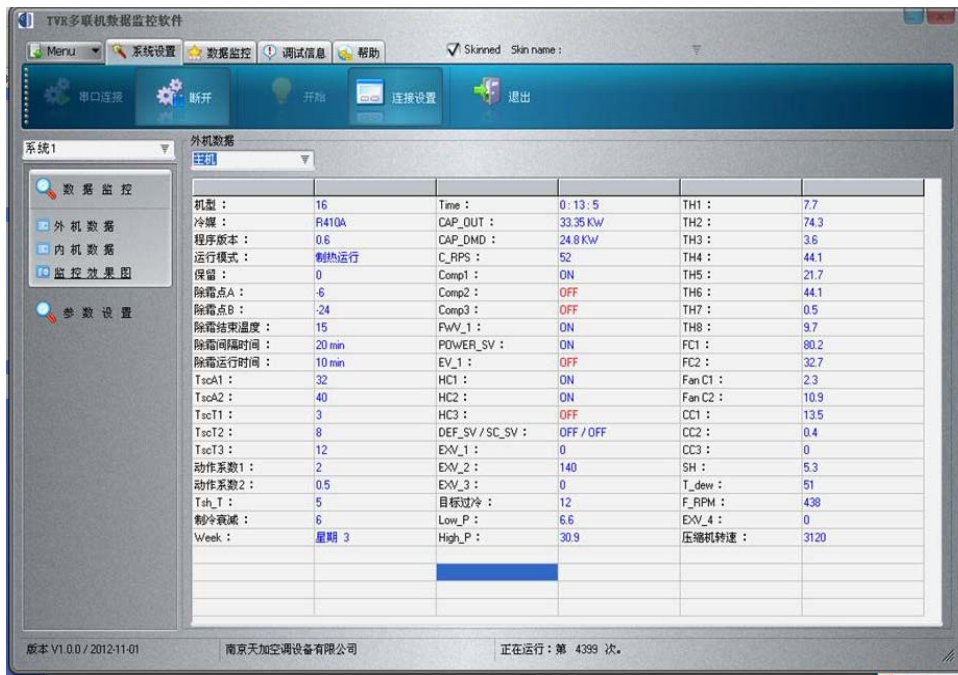 TVR多联机数据监控软件
Menu 系统设置 数据监控 调试信息 帮助 Skinned Skin name :
串口连接 断开 开始 连接设置 退出
系统1
外机数据
主机
数据监控
外机数据
内机数据
监控效果图
参数设置
机型： 16 Time： 0:13:5 TH1： 7.7
冷媒： R410A CAP_OUT： 33.35 KW TH2： 74.3
程序版本： 0.6 CAP_DMD： 24.8 KW TH3： 3.6
运行模式： 制热运行 C_RPS： 52 TH4： 44.1
保留： 0 Comp1： ON TH5： 21.7
除霜点A： -6 Comp2： OFF TH6： 44.1
除霜点B： -24 Comp3： OFF TH7： 0.5
除霜结束温度： 15 FWV_1： ON TH8： 9.7
除霜间隔时间： 20 min POWER_SV： ON FC1： 80.2
除霜运行时间： 10 min EV_1： OFF FC2： 32.7
TscA1： 32 HC1： ON Fan C1： 2.3
TscA2： 40 HC2： ON Fan C2： 10.9
TscT1： 3 HC3： OFF CC1： 13.5
TscT2： 8 DEF_SV / SC_SV： OFF / OFF CC2： 0.4
TscT3： 12 EXV_1： 0 CC3： 0
动作系数1： 2 EXV_2： 140 SH： 5.3
动作系数2： 0.5 EXV_3： 0 T_dew： 51
Tsh_T： 5 目标过冷： 12 F_RPM： 438
制冷衰减： 6 Low_P： 6.6 EXV_4： 0
Week： 星期 3 High_P： 30.9 压缩机转速： 3120
版本 V1.0.0 / 2012-11-01 南京天加空调设备有限公司 正在运行：第 4399 次。